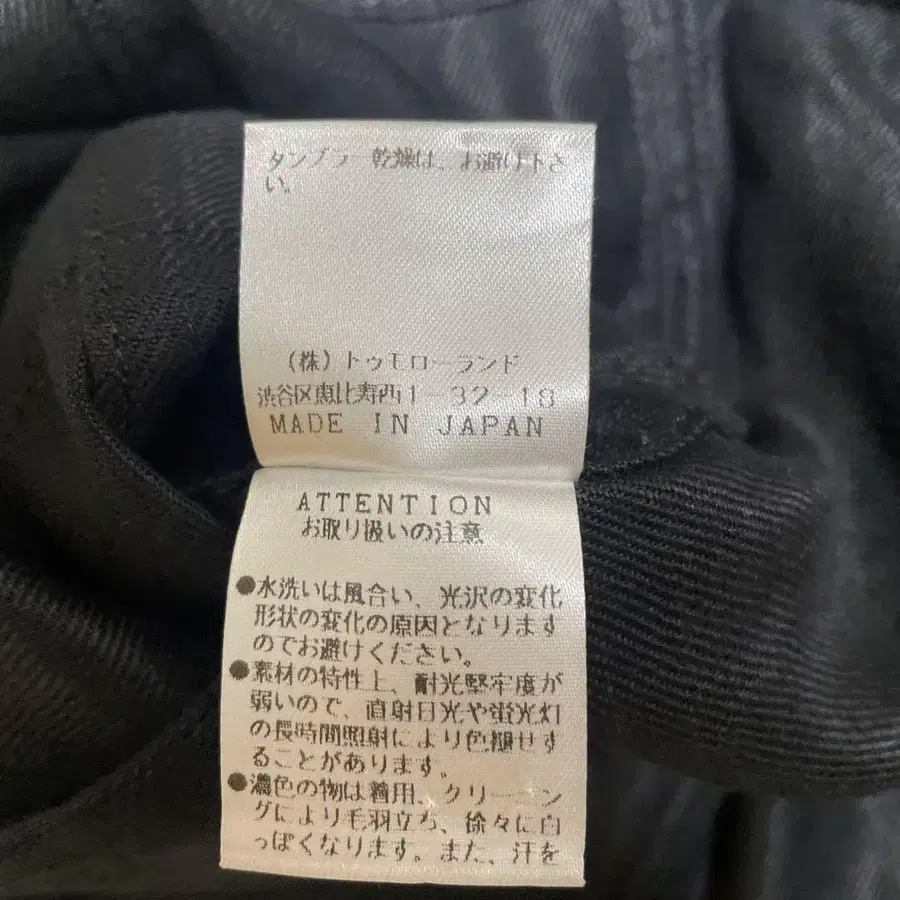 タンブラー乾燥は、お避け下さ
い。
(株)トゥモローランド
渋谷区恵比寿西1-32-18
MADE IN JAPAN
ATTENTION
お取り扱いの注意
●水洗いは風合い、光沢の変化
形状の変化の原因となります
のでお避けください。
●素材の特性上、耐光堅牢度が
弱いので、直射日光や蛍光灯
の長時間照射により色褪せす
ることがあります。
●濃色の物は着用、クリーニン
グにより毛羽立ち、徐々に白
っぽくなります。また、汗を